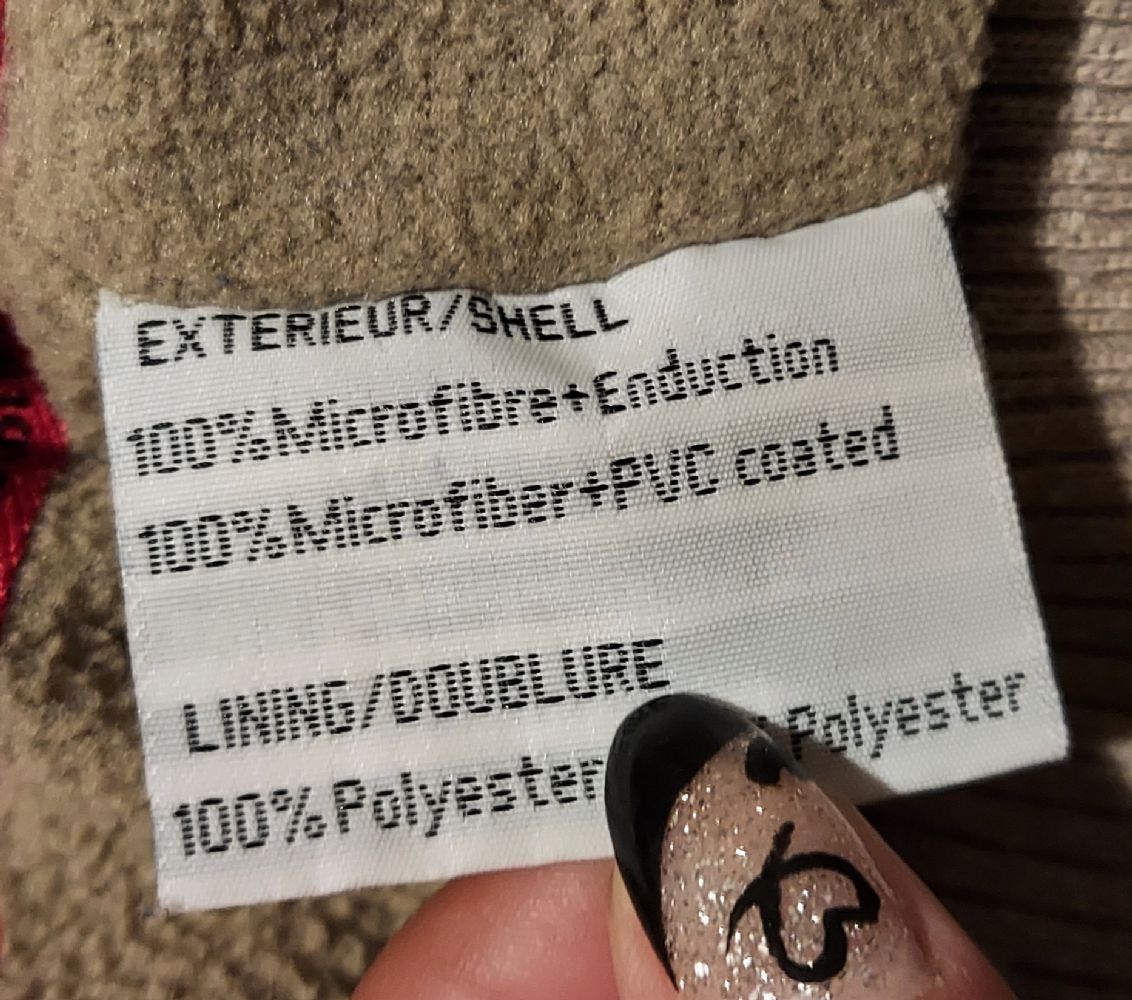 EXTERIEUR/SHELL
100%Microfibre+Enduction
100%Microfiber+PVC coated
LINING/DOUBLURE
100%Polyester Polyester